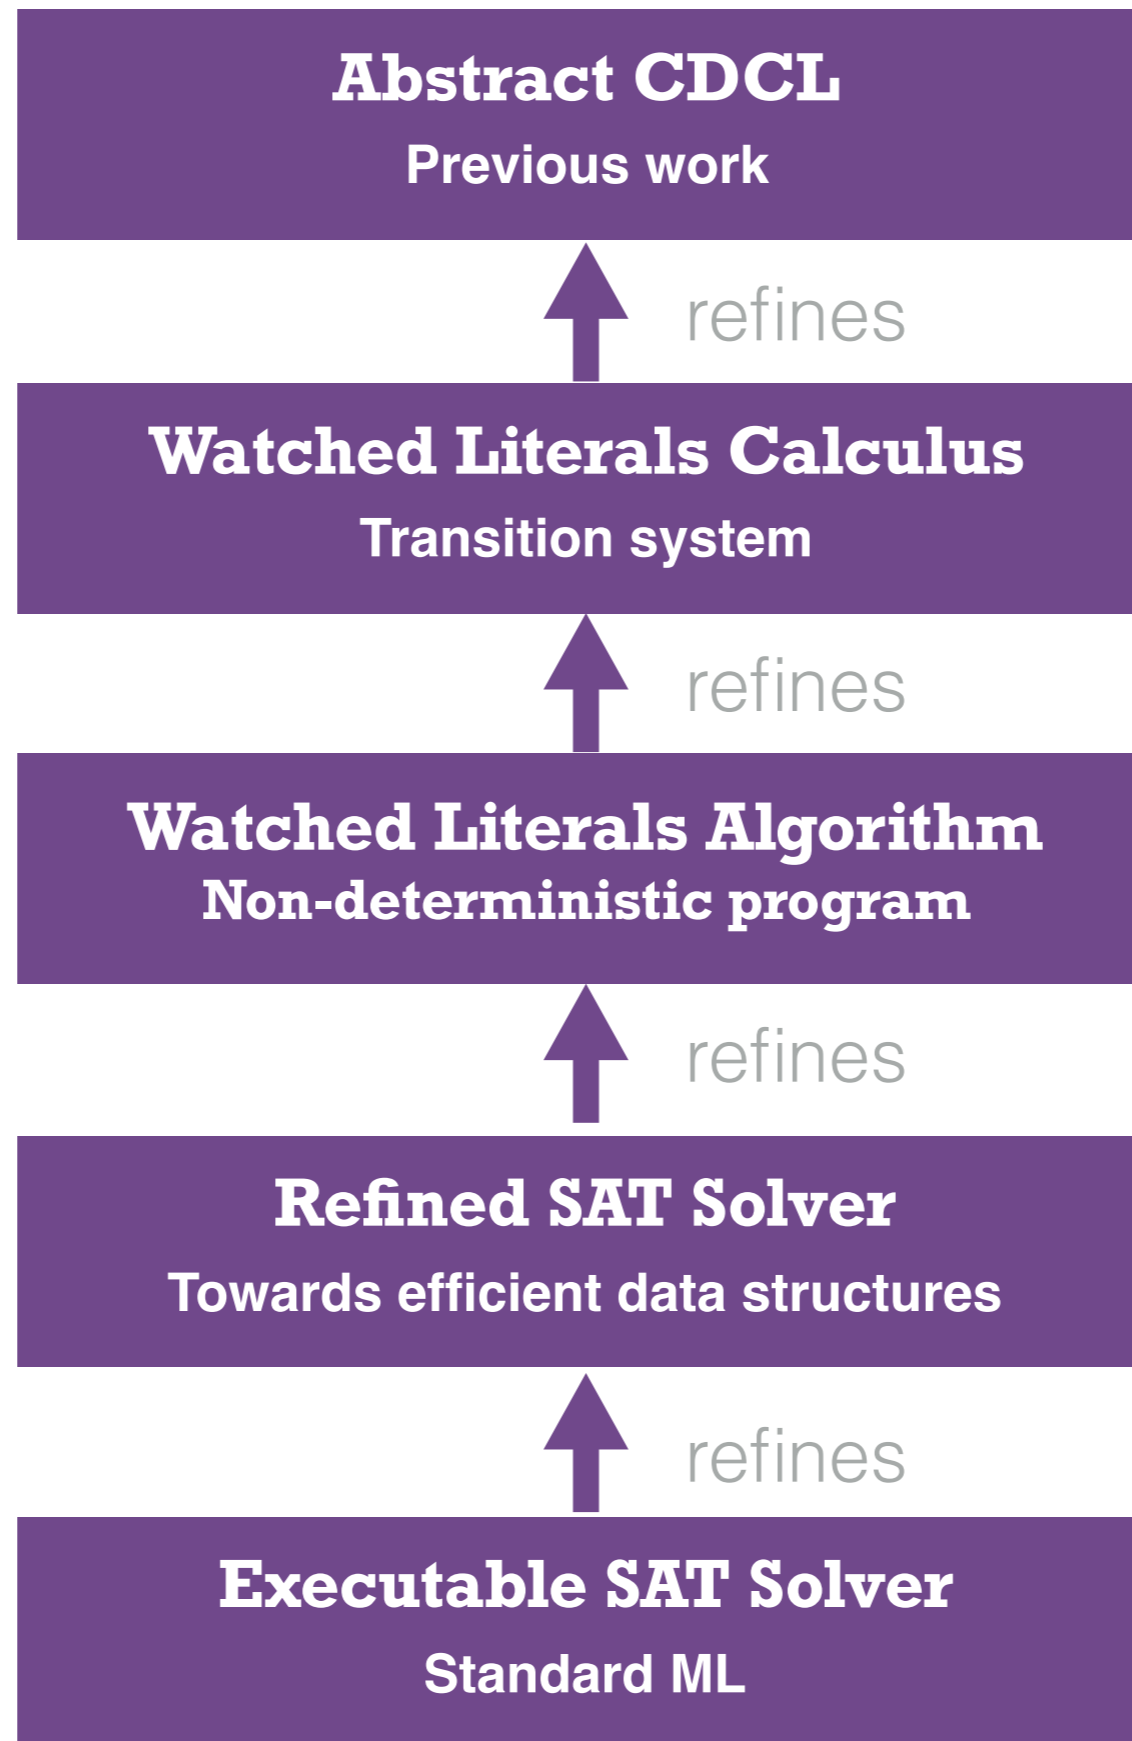 Abstract CDCL
Previous work
refines
Watched Literals Calculus
Transition system
refines
Watched Literals Algorithm
Non-deterministic program
refines
Refined SAT Solver
Towards efficient data structures
refines
Executable SAT Solver
Standard ML